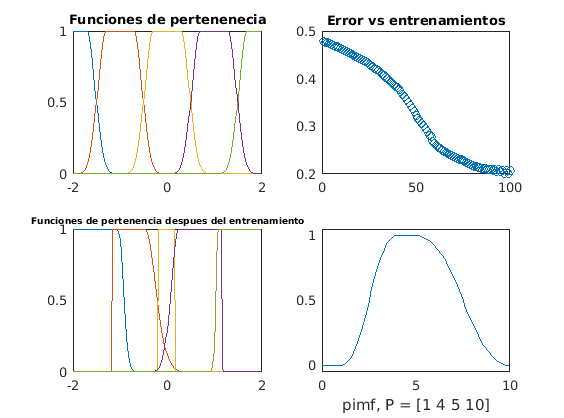 Funciones de pertenenecia
1
0.5
0
-2 0 2
Error vs entrenamientos
0.5
0.4
0.3
0.2
0 50 100
Funciones de pertenencia despues del entrenamiento
1
0.5
0
-2 0 2
1
0.5
0
0 5 10
pimf, P = [1 4 5 10]